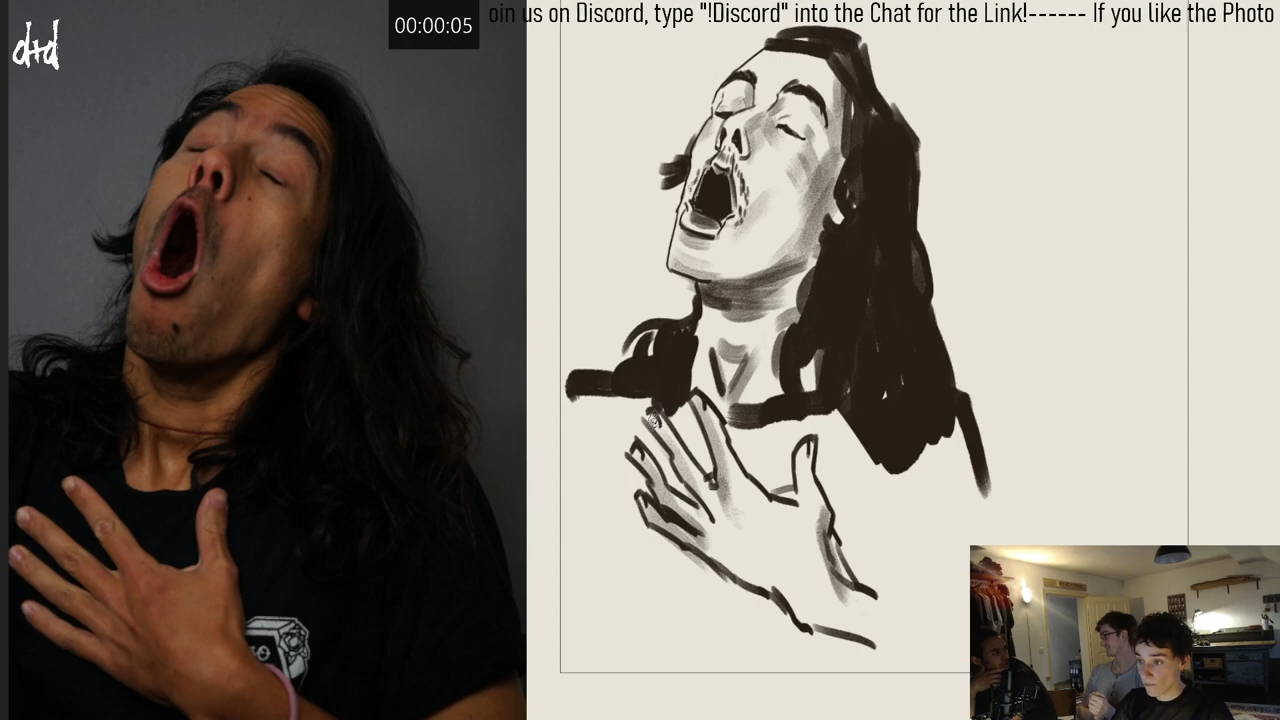 oin us on Discord, type "!Discord" into the Chat for the Link!------ If you like the Photo
00:00:05
d+d